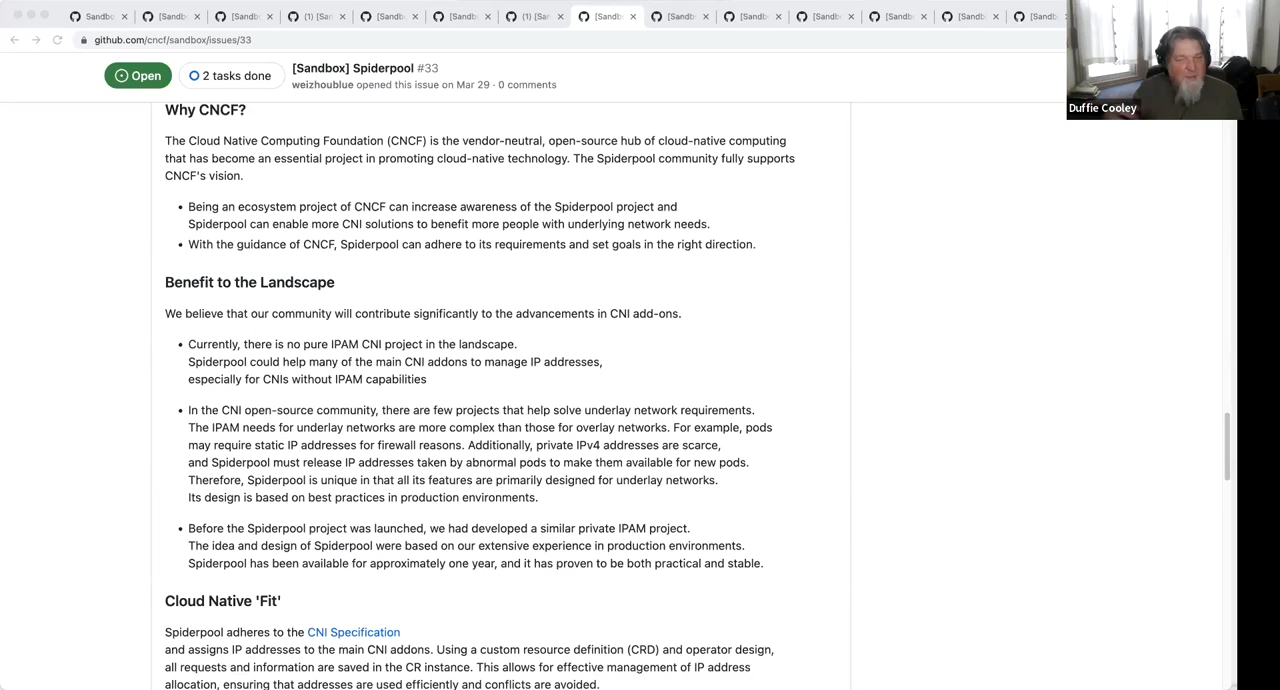 Sandbo
[Sandb
[Sandb
(1) [San
[Sandb
[Sandb
(1) [San
[Sandb
[Sandb
[Sandb
[Sandb
[Sandb
[Sandb
[Sandb
github.com/cncf/sandbox/issues/33
Open
2 tasks done
[Sandbox] Spiderpool #33
weizhoublue opened this issue on Mar 29 · 0 comments
Duffie Cooley
Why CNCF?
The Cloud Native Computing Foundation (CNCF) is the vendor-neutral, open-source hub of cloud-native computing
that has become an essential project in promoting cloud-native technology. The Spiderpool community fully supports
CNCF's vision.
• Being an ecosystem project of CNCF can increase awareness of the Spiderpool project and
Spiderpool can enable more CNI solutions to benefit more people with underlying network needs.
• With the guidance of CNCF, Spiderpool can adhere to its requirements and set goals in the right direction.
Benefit to the Landscape
We believe that our community will contribute significantly to the advancements in CNI add-ons.
• Currently, there is no pure IPAM CNI project in the landscape.
Spiderpool could help many of the main CNI addons to manage IP addresses,
especially for CNIs without IPAM capabilities
• In the CNI open-source community, there are few projects that help solve underlay network requirements.
The IPAM needs for underlay networks are more complex than those for overlay networks. For example, pods
may require static IP addresses for firewall reasons. Additionally, private IPv4 addresses are scarce,
and Spiderpool must release IP addresses taken by abnormal pods to make them available for new pods.
Therefore, Spiderpool is unique in that all its features are primarily designed for underlay networks.
Its design is based on best practices in production environments.
• Before the Spiderpool project was launched, we had developed a similar private IPAM project.
The idea and design of Spiderpool were based on our extensive experience in production environments.
Spiderpool has been available for approximately one year, and it has proven to be both practical and stable.
Cloud Native 'Fit'
Spiderpool adheres to the CNI Specification
and assigns IP addresses to the main CNI addons. Using a custom resource definition (CRD) and operator design,
all requests and information are saved in the CR instance. This allows for effective management of IP address
allocation, ensuring that addresses are used efficiently and conflicts are avoided.